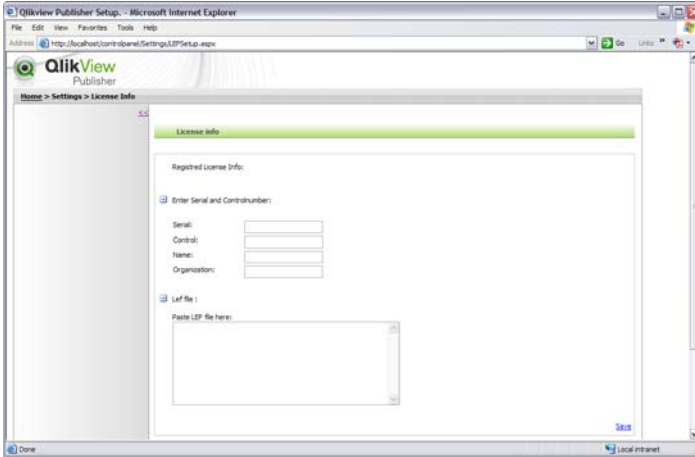 Qlikview Publisher Setup. - Microsoft Internet Explorer
File Edit View Favorites Tools Help
Address http://localhost/controlpanel/Settings/LEFSetup.aspx Go Links »
QlikView
Publisher
Home > Settings > License Info
<<
License info
Registred License Info:
Enter Serial and Controlnumber:
Serial:
Control:
Name:
Organization:
Lef file :
Paste LEF file here:
Save
Done Local intranet